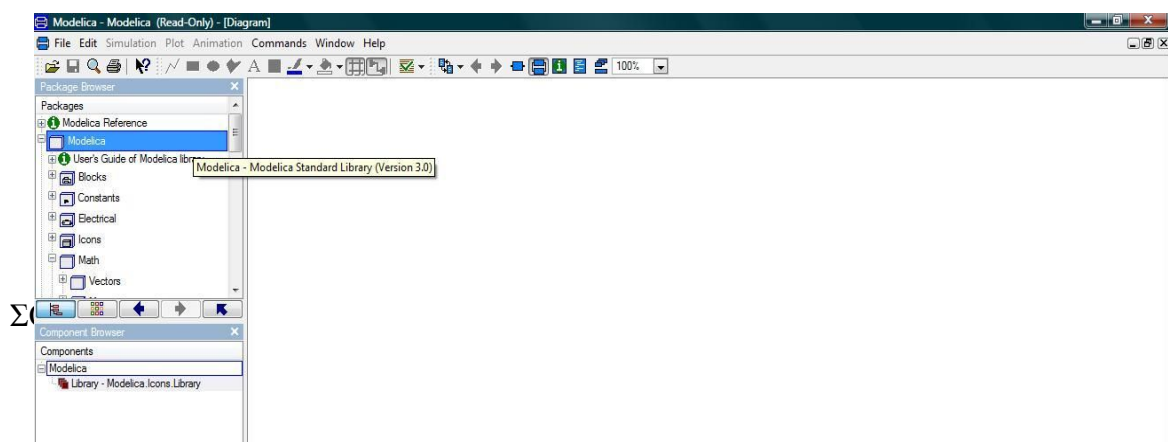 Modelica - Modelica (Read-Only) - [Diagram]
File Edit Simulation Plot Animation Commands Window Help
A 100%
Package Browser
Packages
Modelica Reference
Modelica
User's Guide of Modelica
Modelica - Modelica Standard Library (Version 3.0)
Blocks
Constants
Electrical
Icons
Math
Vectors
Component Browser
Components
Modelica
Library - Modelica.Icons.Library